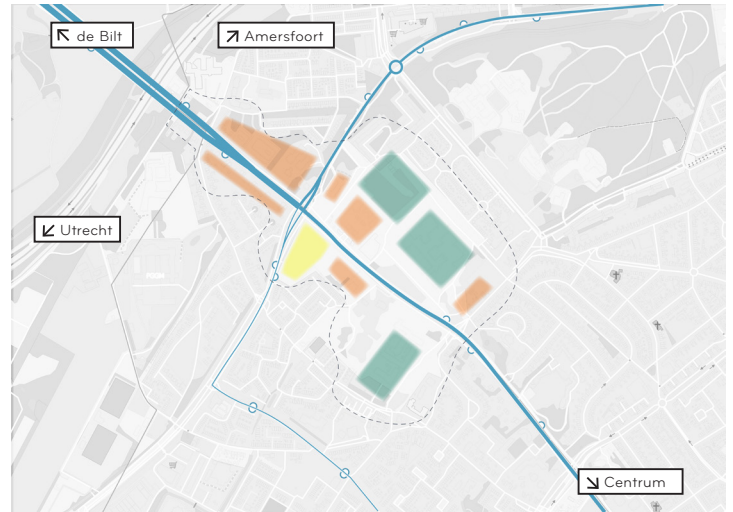 ↖ de Bilt
↗ Amersfoort
↙ Utrecht
↘ Centrum